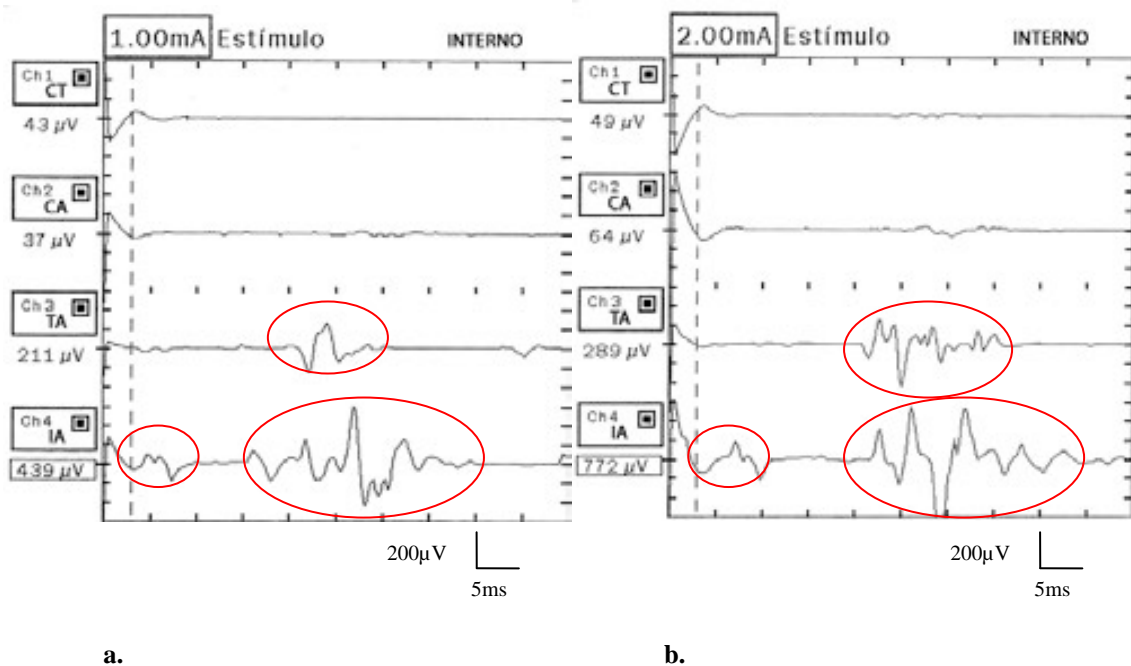 1.00mA Estímulo INTERNO
Ch1
CT
43 µV
Ch2
CA
37 µV
Ch3
TA
211 µV
Ch4
IA
439 µV
200µV
5ms
a.
2.00mA Estímulo INTERNO
Ch1
CT
49 µV
Ch2
CA
64 µV
Ch3
TA
289 µV
Ch4
IA
772 µV
200µV
5ms
b.